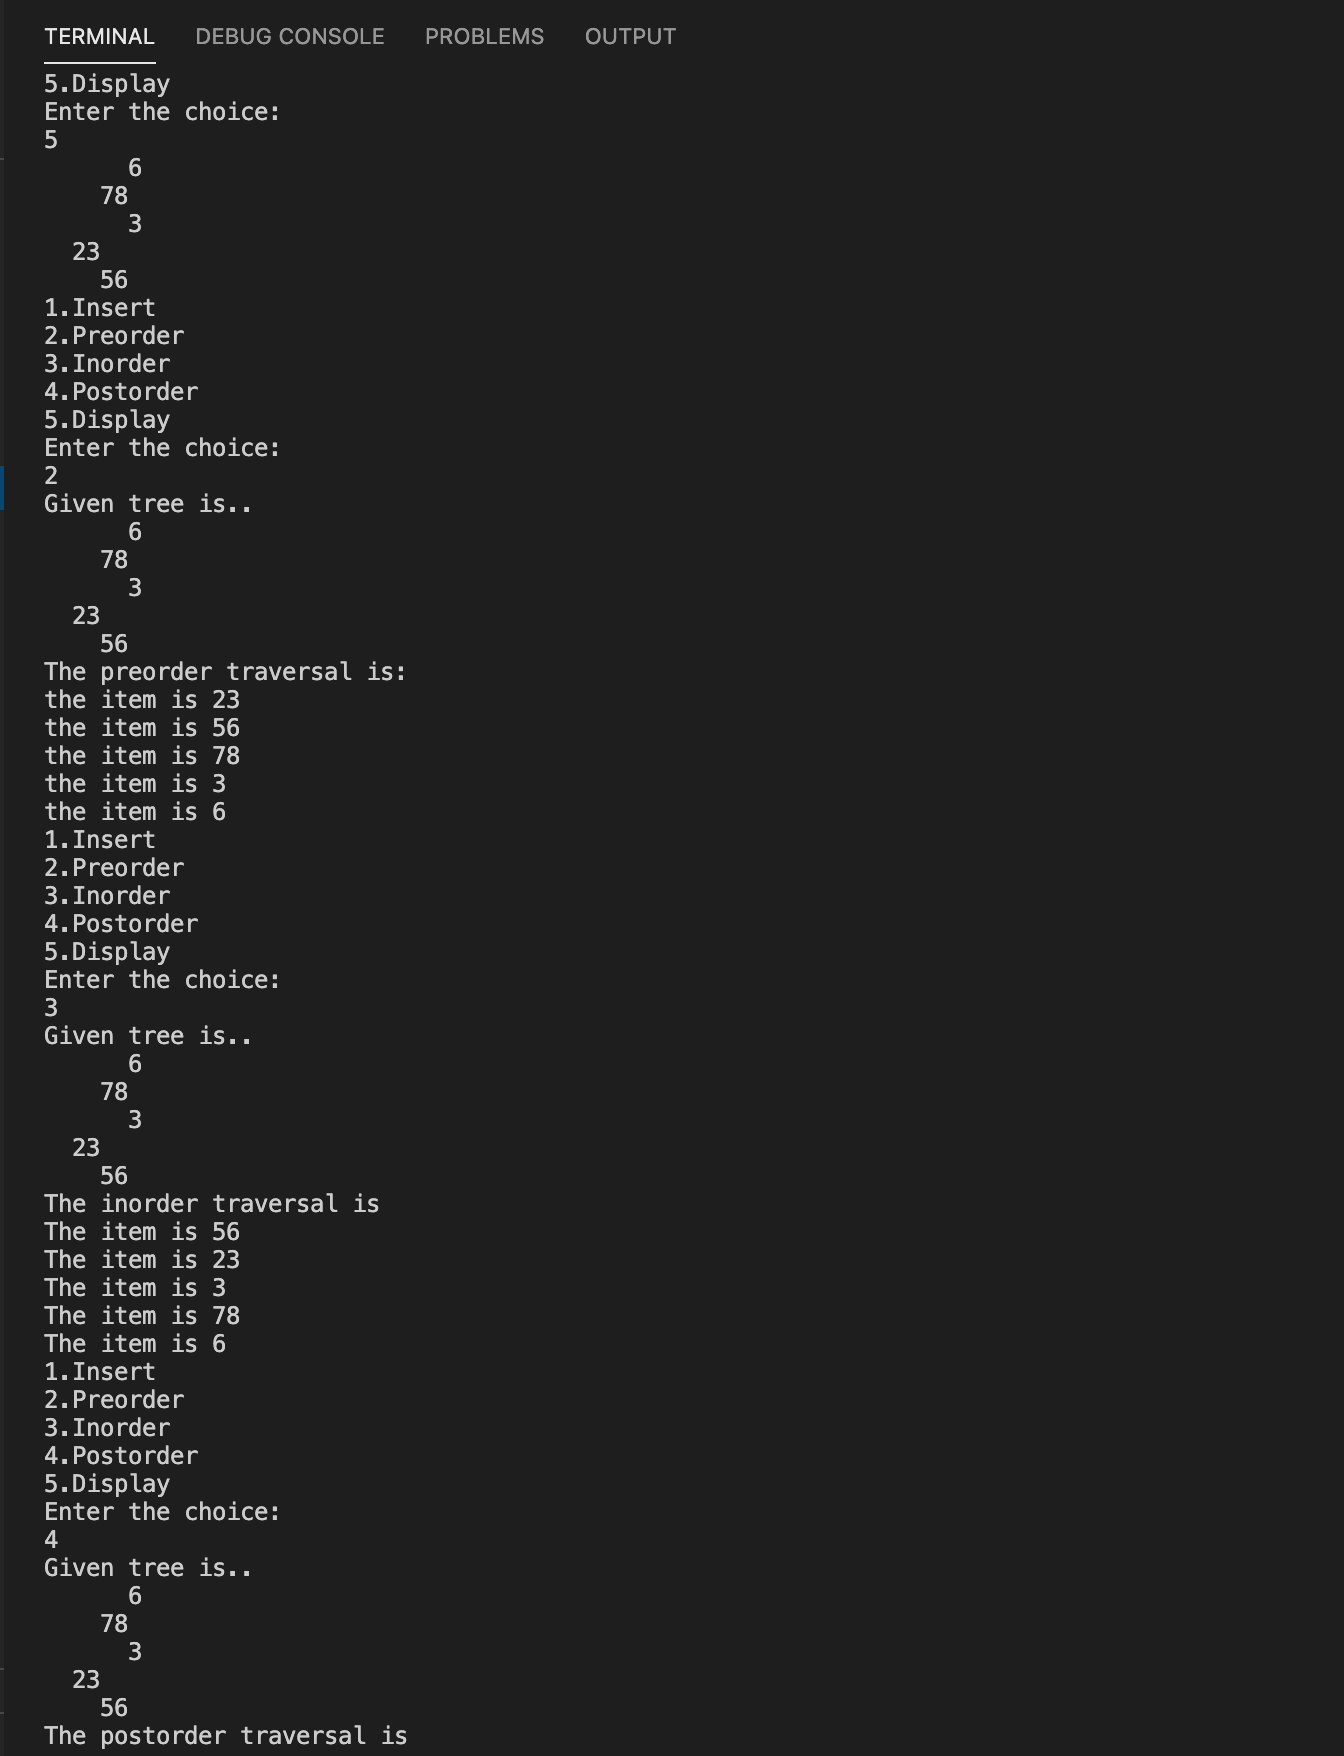 TERMINAL DEBUG CONSOLE PROBLEMS OUTPUT
5.Display
Enter the choice:
5
      6
    78
      3
  23
    56
1.Insert
2.Preorder
3.Inorder
4.Postorder
5.Display
Enter the choice:
2
Given tree is..
      6
    78
      3
  23
    56
The preorder traversal is:
the item is 23
the item is 56
the item is 78
the item is 3
the item is 6
1.Insert
2.Preorder
3.Inorder
4.Postorder
5.Display
Enter the choice:
3
Given tree is..
      6
    78
      3
  23
    56
The inorder traversal is
The item is 56
The item is 23
The item is 3
The item is 78
The item is 6
1.Insert
2.Preorder
3.Inorder
4.Postorder
5.Display
Enter the choice:
4
Given tree is..
      6
    78
      3
  23
    56
The postorder traversal is